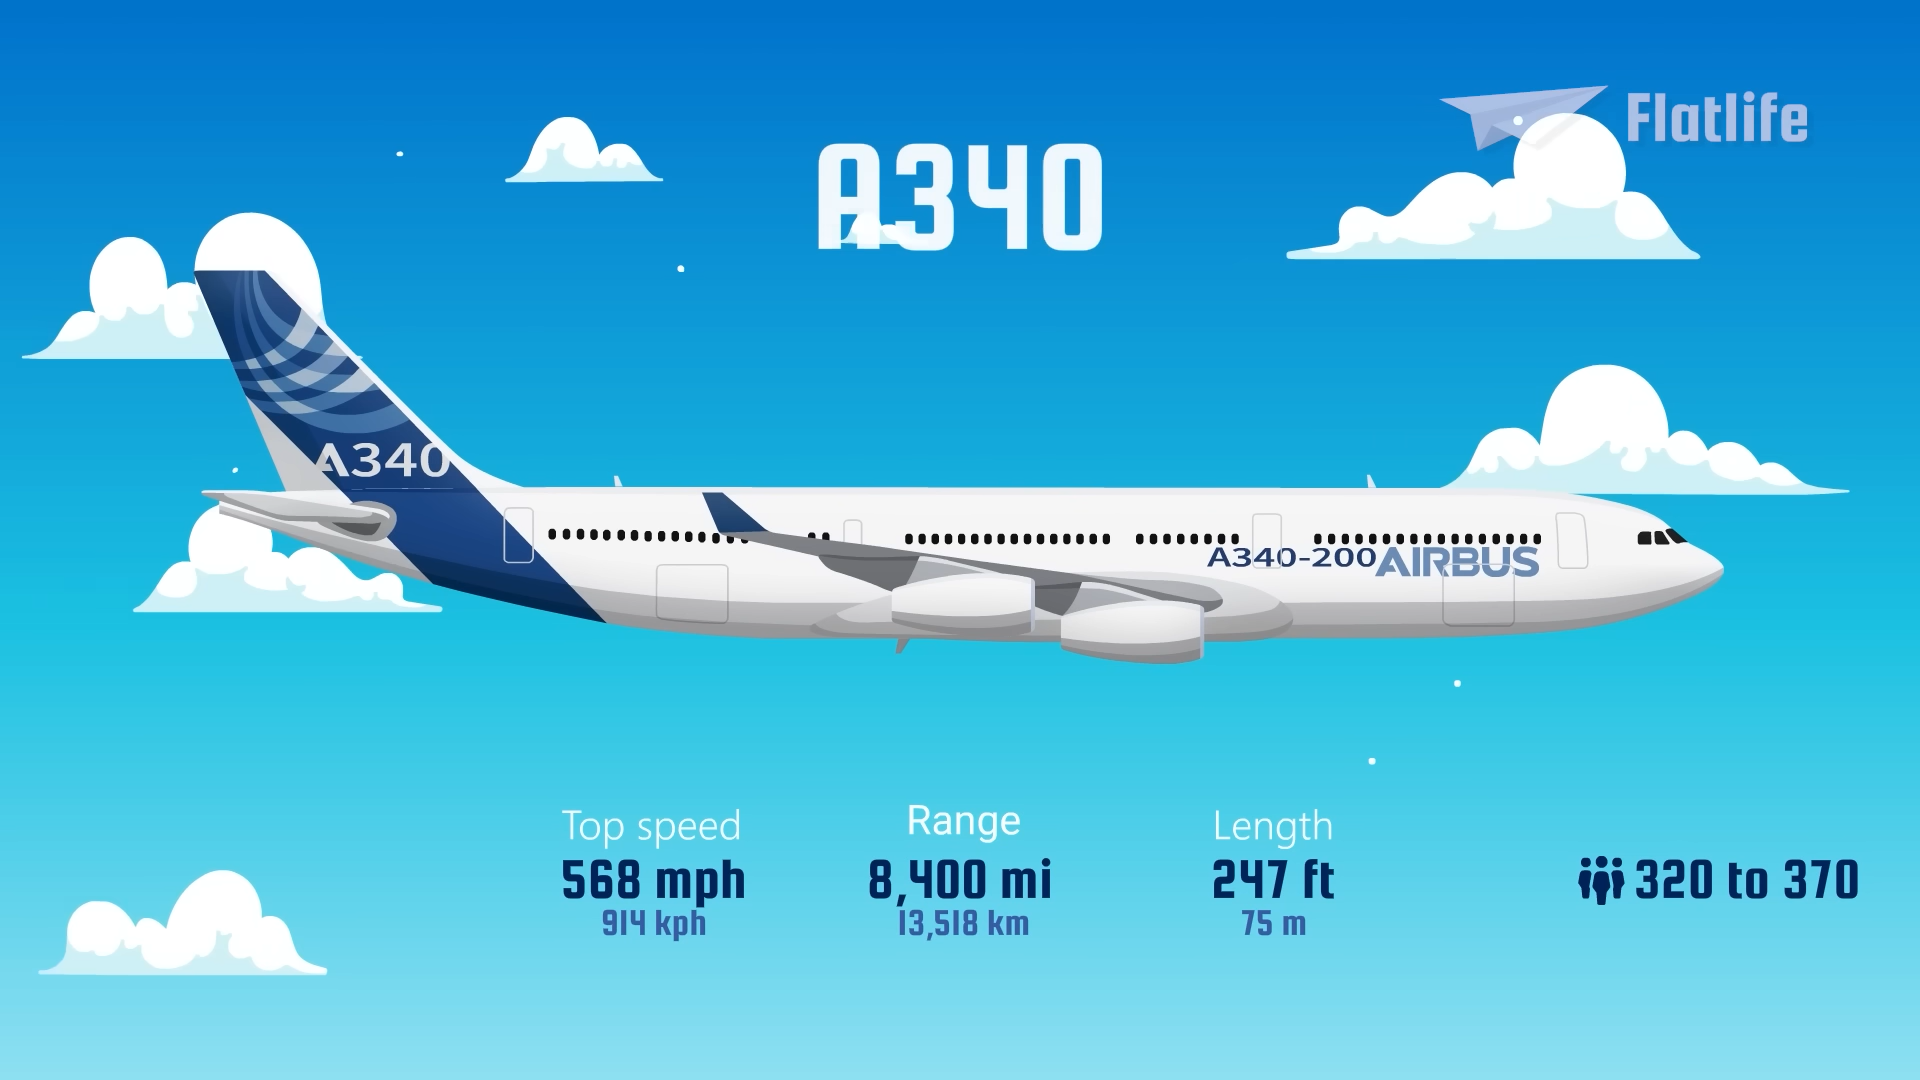 Flatlife
A340
A340
A340-200 AIRBUS
Top speed
568 mph
914 kph
Range
8,400 mi
13,518 km
Length
247 ft
75 m
320 to 370